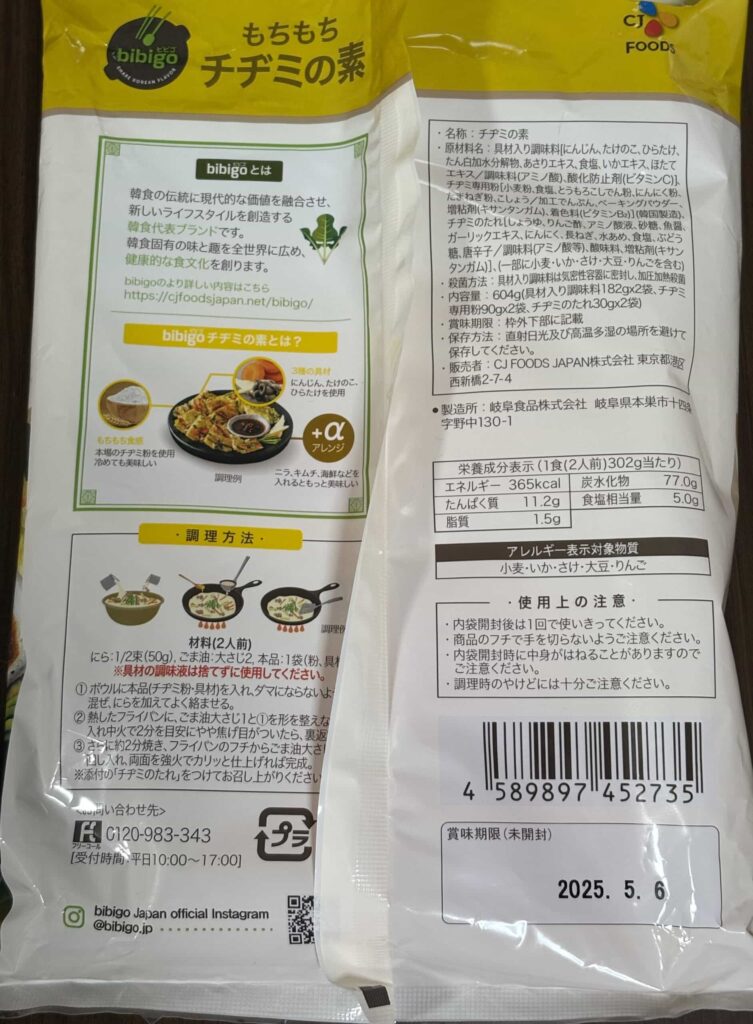 bibigo
ビビゴ
SHARE KOREAN FLAVOR
もちもち
チヂミの素
bibigoとは
韓食の伝統に現代的な価値を融合させ、
新しいライフスタイルを創造する
韓食代表ブランドです。
韓食固有の味と趣を全世界に広め、
健康的な食文化を創ります。
bibigoのより詳しい内容はこちら
https://cjfoodsjapan.net/bibigo/
bibigoチヂミの素とは?
3種の具材
にんじん、たけのこ、
ひらたけを使用
もちもち食感
本場のチヂミ粉を使用
冷めても美味しい
調理例
+α
アレンジ
ニラ、キムチ、海鮮などを
入れるともっと美味しい
・調理方法・
調理例
材料(2人前)
にら:1/2束(50g)、ごま油:大さじ2、本品:1袋(粉、具材
※具材の調味液は捨てずに使用してください。
① ボウルに本品(チヂミ粉・具材)を入れ、ダマにならないよ
混ぜ、にらを加えてよく絡ませる。
② 熱したフライパンに、ごま油大さじ1と①を形を整えな
入れ中火で2分を目安にやや焦げ目がついたら、裏返
③ さらに約2分焼き、フライパンのフチからごま油大さ
回し入れ、両面を強火でカリッと仕上げれば完成。
※添付の「チヂミのたれ」をつけてお召し上がりくださ
<お問い合わせ先>
フリーコール
0120-983-343
[受付時間:平日10:00~17:00]
プラ
bibigo Japan official Instagram
@bibigo.jp
CJ
FOODS
・名称:チヂミの素
・原材料名:具材入り調味料[にんじん、たけのこ、ひらたけ、
たん白加水分解物、あさりエキス、食塩、いかエキス、ほたて
エキス/調味料(アミノ酸)、酸化防止剤(ビタミンC)]、
チヂミ専用粉[小麦粉、食塩、とうもろこしでん粉、にんにく粉、
たまねぎ粉、こしょう/加工でんぷん、ベーキングパウダー、
増粘剤(キサンタンガム)、着色料(ビタミンB₂)](韓国製造)、
チヂミのたれ[しょうゆ、りんご酢、アミノ酸液、砂糖、魚醤、
ガーリックエキス、にんにく、長ねぎ、水あめ、食塩、ぶどう
糖、唐辛子/調味料(アミノ酸等)、酸味料、増粘剤(キサン
タンガム)]、(一部に小麦・いか・さけ・大豆・りんごを含む)
・殺菌方法:具材入り調味料は気密性容器に密封し、加圧加熱殺菌
・内容量:604g(具材入り調味料182gx2袋、チヂミ
専用粉90gx2袋、チヂミのたれ30gx2袋)
・賞味期限:枠外下部に記載
・保存方法:直射日光及び高温多湿の場所を避けて
保存してください。
・販売者:CJ FOODS JAPAN株式会社 東京都港区
西新橋2-7-4
●製造所:岐阜食品株式会社 岐阜県本巣市十四条
字野中130-1
栄養成分表示(1食(2人前)302g当たり)
エネルギー 365kcal 炭水化物 77.0g
たんぱく質 11.2g 食塩相当量 5.0g
脂質 1.5g
アレルギー表示対象物質
小麦・いか・さけ・大豆・りんご
・使用上の注意・
・内袋開封後は1回で使いきってください。
・商品のフチで手を切らないようご注意ください。
・内袋開封時に中身がはねることがありますので
ご注意ください。
・調理時のやけどには十分ご注意ください。
4 589897 452735
賞味期限(未開封)
2025. 5. 6